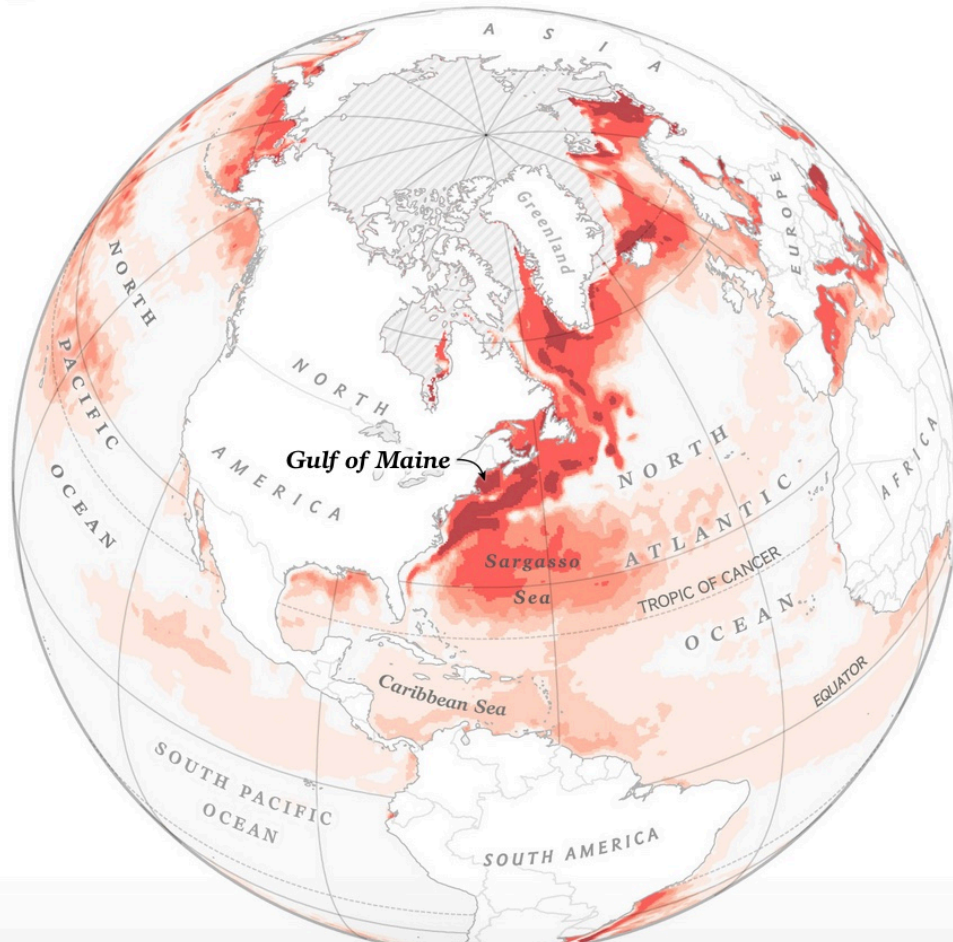 ASIA
Greenland
EUROPE
NORTH
PACIFIC
OCEAN
NORTH
AMERICA
Gulf of Maine
NORTH
ATLANTIC
OCEAN
AFRICA
Sargasso
Sea
TROPIC OF CANCER
Caribbean Sea
EQUATOR
SOUTH PACIFIC
OCEAN
SOUTH AMERICA